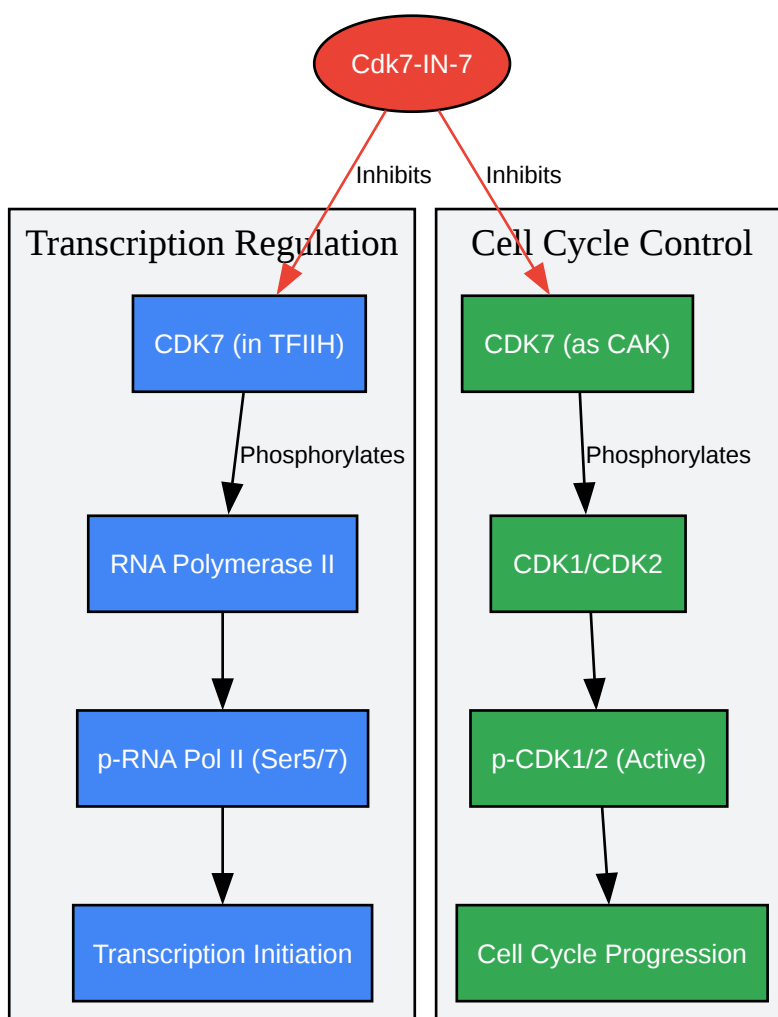 Cdk7-IN-7
Inhibits
Inhibits
Transcription Regulation
CDK7 (in TFIIH)
Phosphorylates
RNA Polymerase II
p-RNA Pol II (Ser5/7)
Transcription Initiation
Cell Cycle Control
CDK7 (as CAK)
Phosphorylates
CDK1/CDK2
p-CDK1/2 (Active)
Cell Cycle Progression